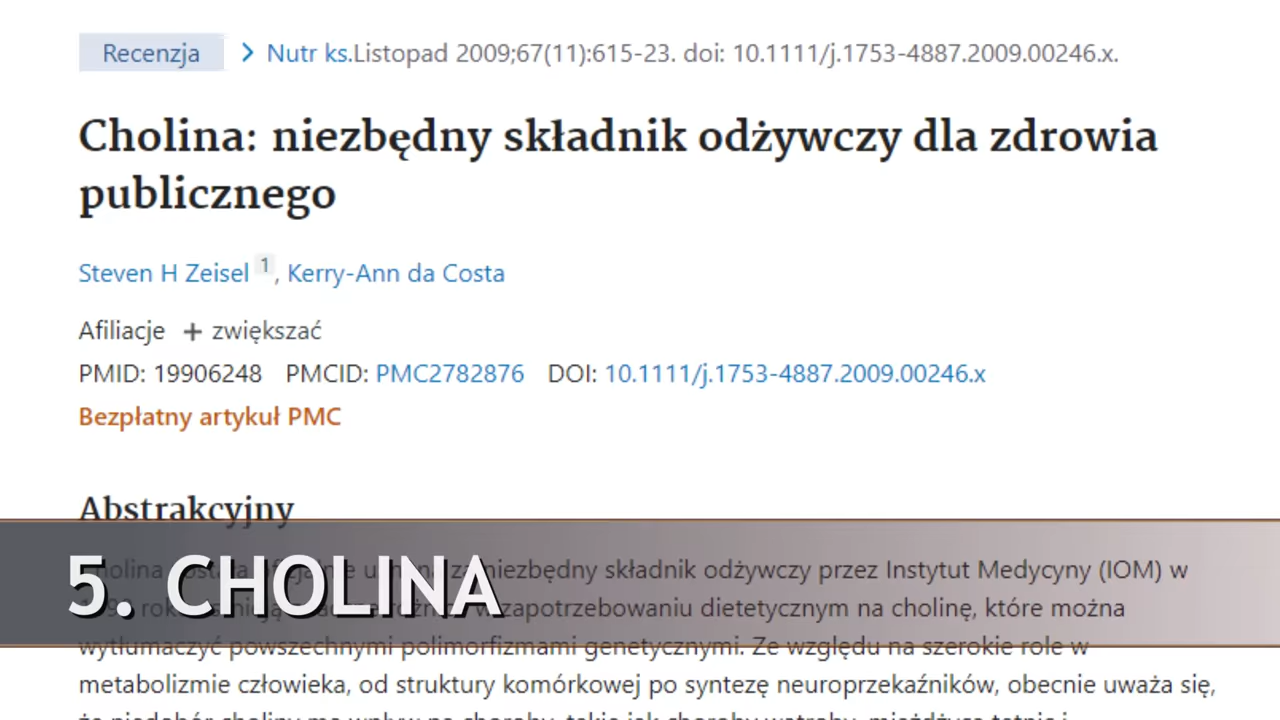 Recenzja > Nutr ks.Listopad 2009;67(11):615-23. doi: 10.1111/j.1753-4887.2009.00246.x.
Cholina: niezbędny składnik odżywczy dla zdrowia
publicznego
Steven H Zeisel 1, Kerry-Ann da Costa
Afiliacje + zwiększać
PMID: 19906248 PMCID: PMC2782876 DOI: 10.1111/j.1753-4887.2009.00246.x
Bezpłatny artykuł PMC
Abstrakcyjny
5. CHOLINA
niezbędny składnik odżywczy przez Instytut Medycyny (IOM) w
zapotrzebowaniu dietetycznym na cholinę, które można
wytłumaczyć powszechnymi polimorfizmami genetycznymi. Ze względu na szerokie role w
metabolizmie człowieka, od struktury komórkowej po syntezę neuroprzekaźników, obecnie uważa się,